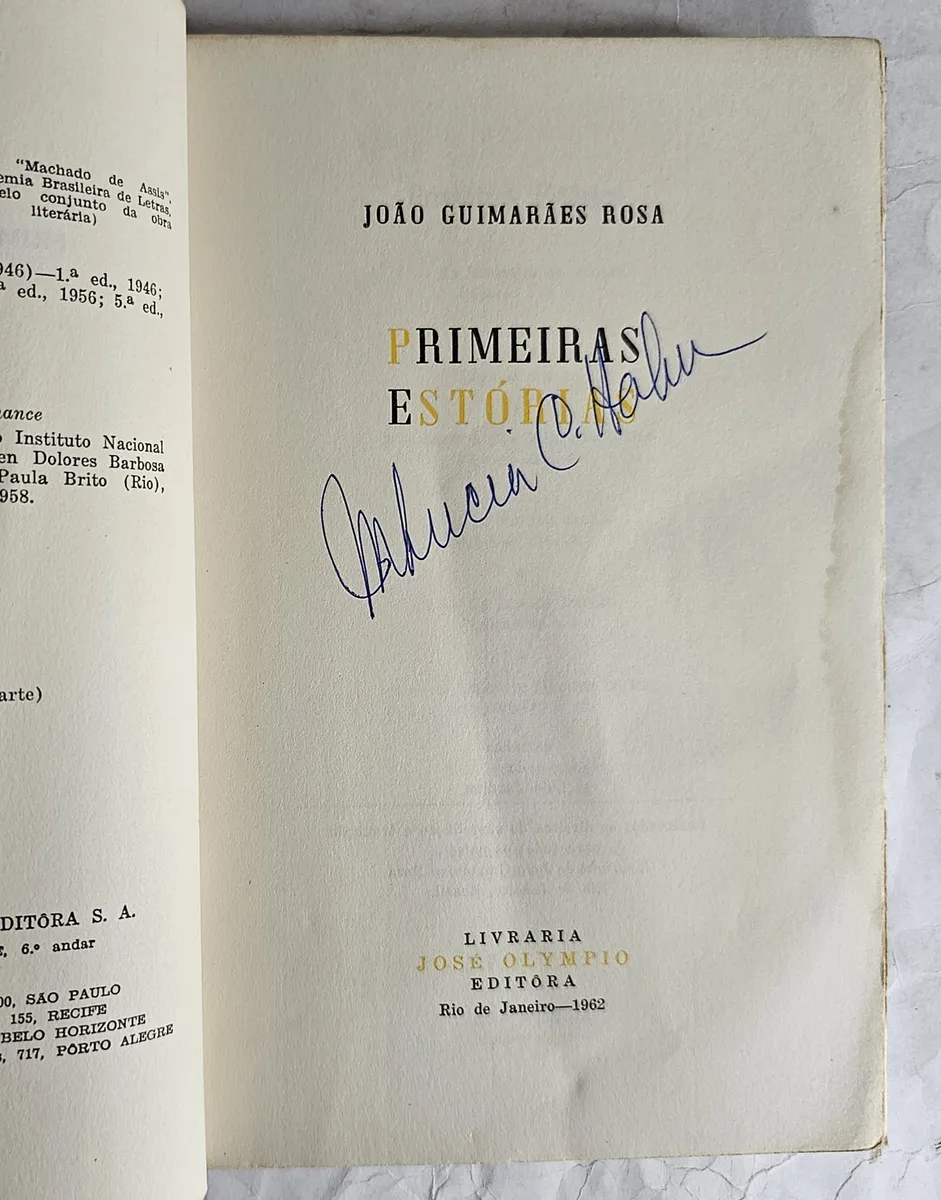 "Machado de Assis",
emia Brasileira de Letras,
elo conjunto da obra
literária)
946)—1.ª ed., 1946;
ª ed., 1956; 5.ª ed.,
ance
o Instituto Nacional
en Dolores Barbosa
Paula Brito (Rio),
958.
arte)
DITÔRA S. A.
, 6.º andar
00, SÃO PAULO
155, RECIFE
BELO HORIZONTE
, 717, PÔRTO ALEGRE
JOÃO GUIMARÃES ROSA
PRIMEIRAS
ESTÓRIAS
C. Hahn
LIVRARIA
JOSÉ OLYMPIO
EDITÔRA
Rio de Janeiro—1962